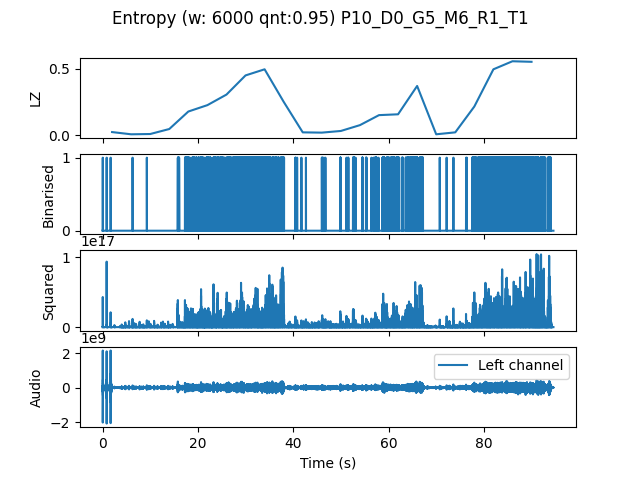 Entropy (w: 6000 qnt:0.95) P10_D0_G5_M6_R1_T1
0.5
0.0
LZ
1
0
Binarised
1e17
1
0
Squared
1e9
2
0
−2
Audio
Left channel
0 20 40 60 80
Time (s)